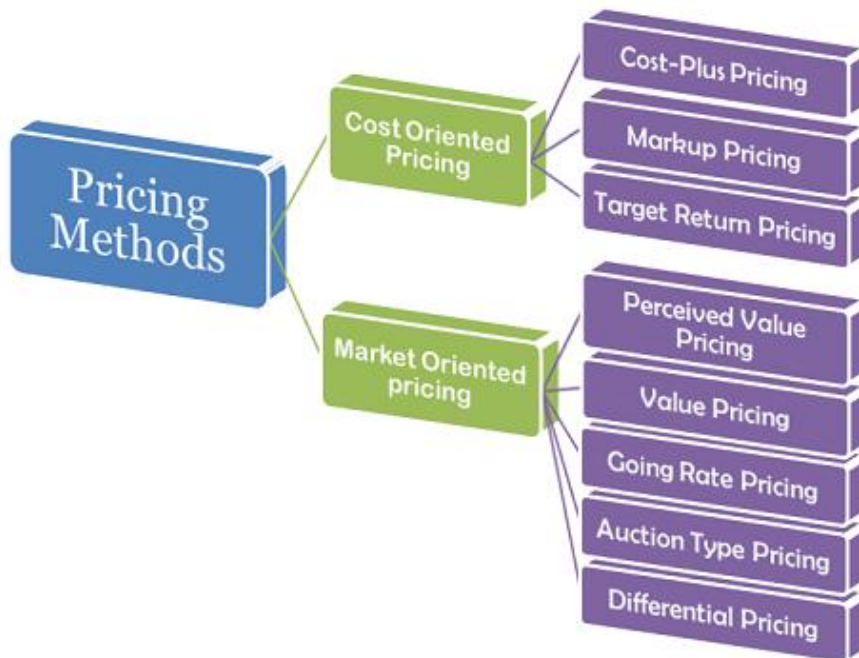 Pricing
Methods
Cost Oriented
Pricing
Cost-Plus Pricing
Markup Pricing
Target Return Pricing
Market Oriented
pricing
Perceived Value
Pricing
Value Pricing
Going Rate Pricing
Auction Type Pricing
Differential Pricing